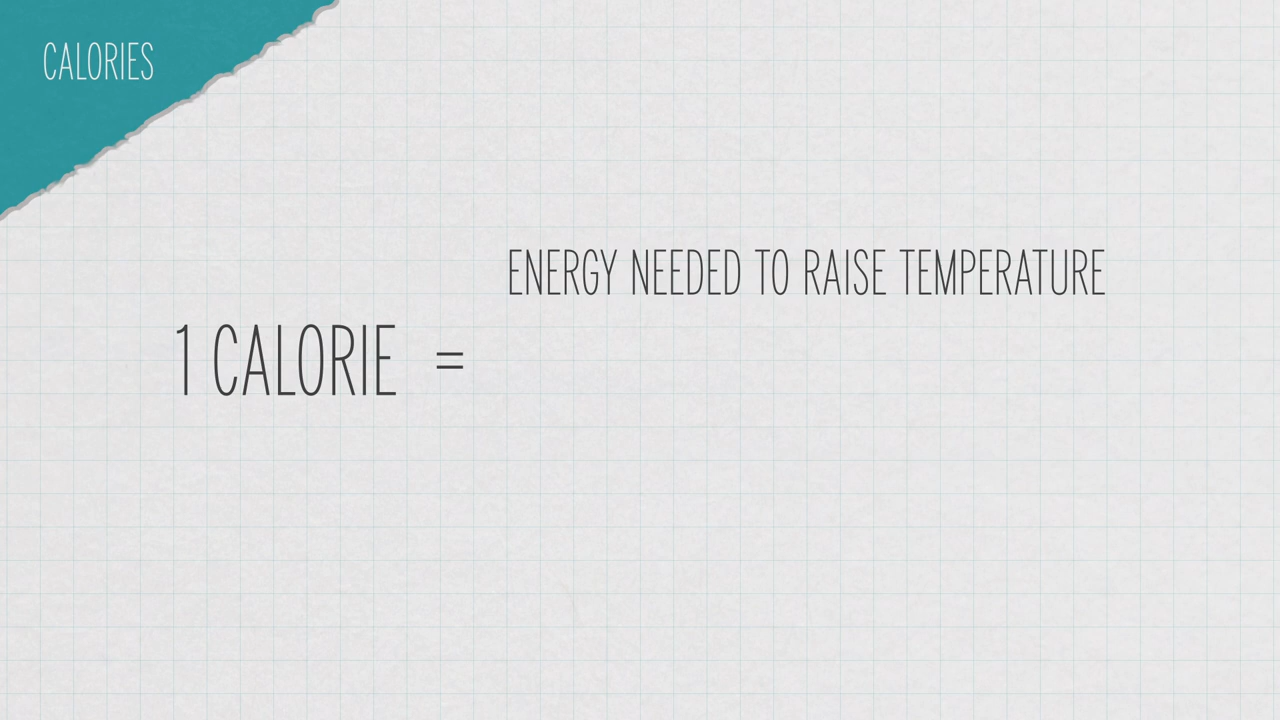 CALORIES
ENERGY NEEDED TO RAISE TEMPERATURE
1 CALORIE =